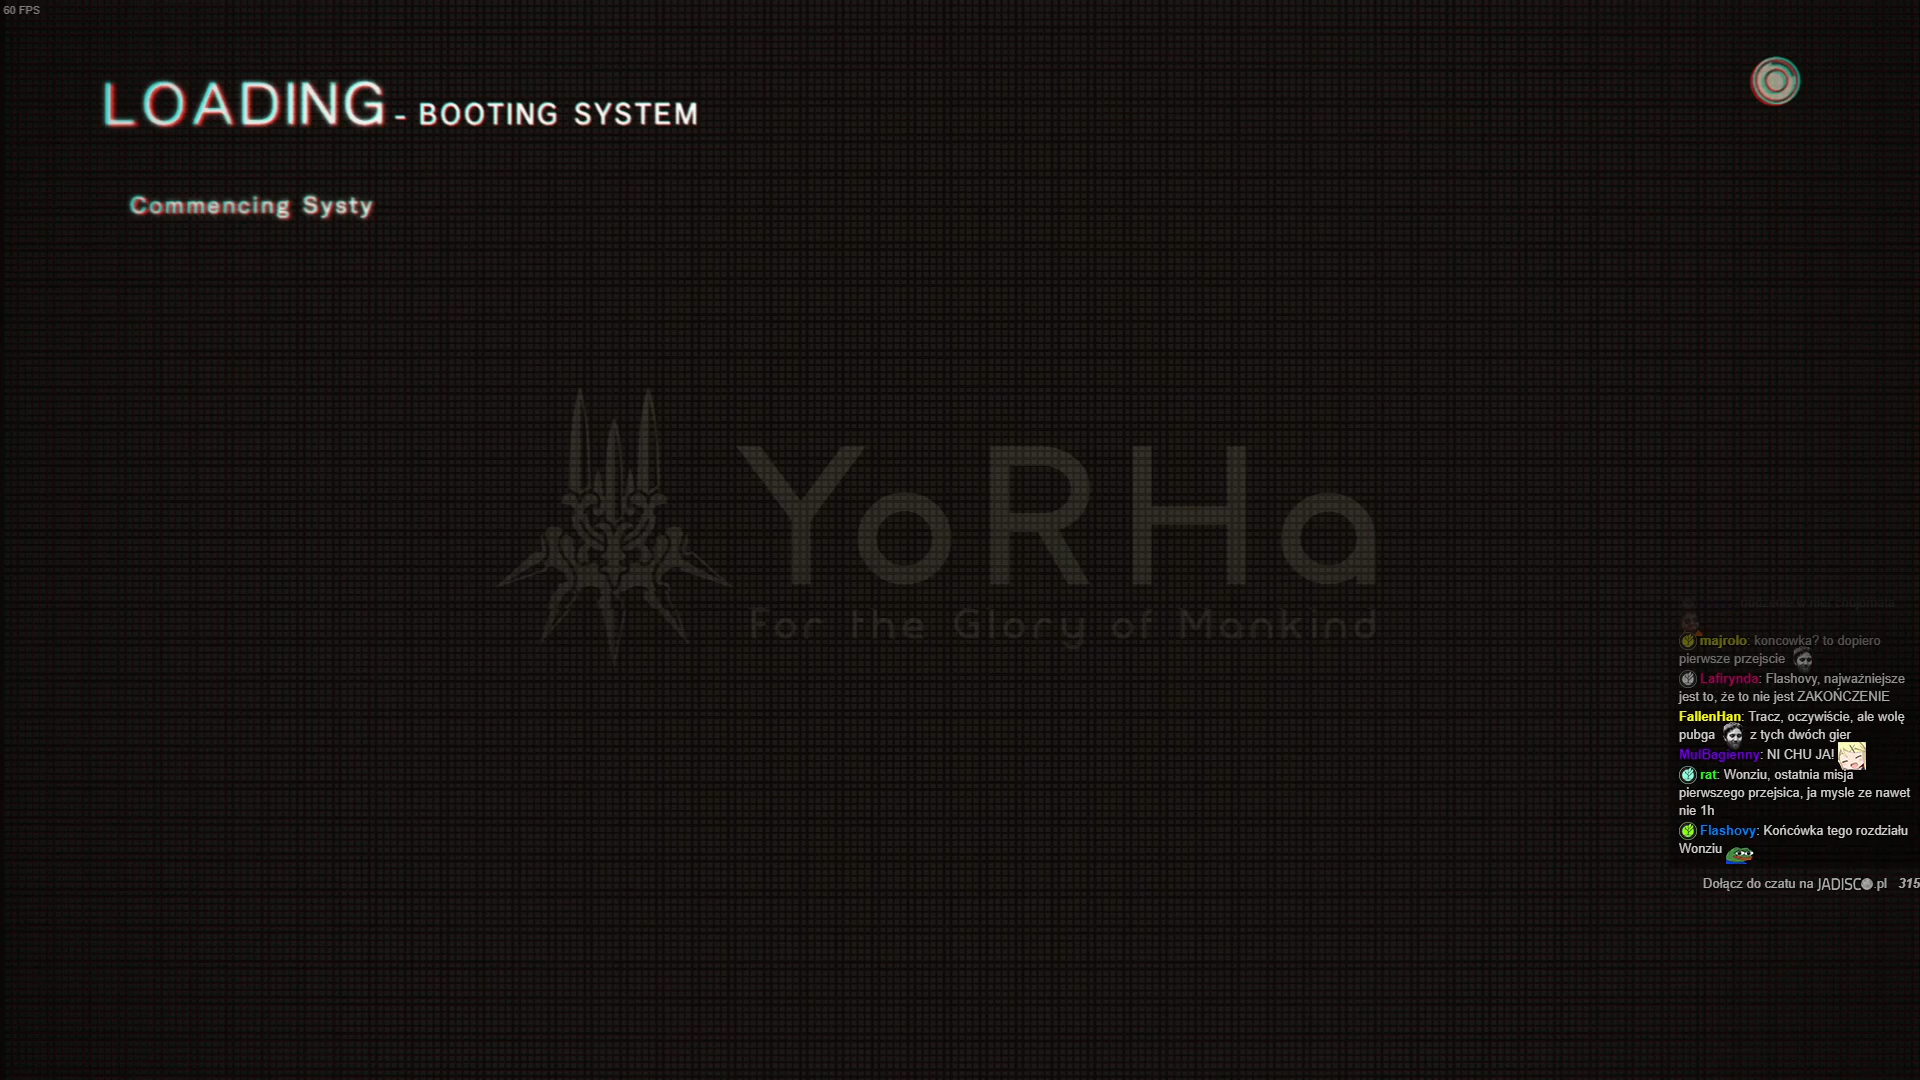 60 FPS
LOADING - BOOTING SYSTEM
Commencing Systy
YoRHa
For the Glory of Mankind
majrolo: koncowka? to dopiero
pierwsze przejscie
Lafirynda: Flashovy, najważniejsze
jest to, że to nie jest ZAKOŃCZENIE
FallenHan: Tracz, oczywiście, ale wolę
pubga z tych dwóch gier
MulBagienny: NI CHU JA!
rat: Wonziu, ostatnia misja
pierwszego przejsica, ja mysle ze nawet
nie 1h
Flashovy: Końcówka tego rozdziału
Wonziu
Dołącz do czatu na JADISCO.pl 315